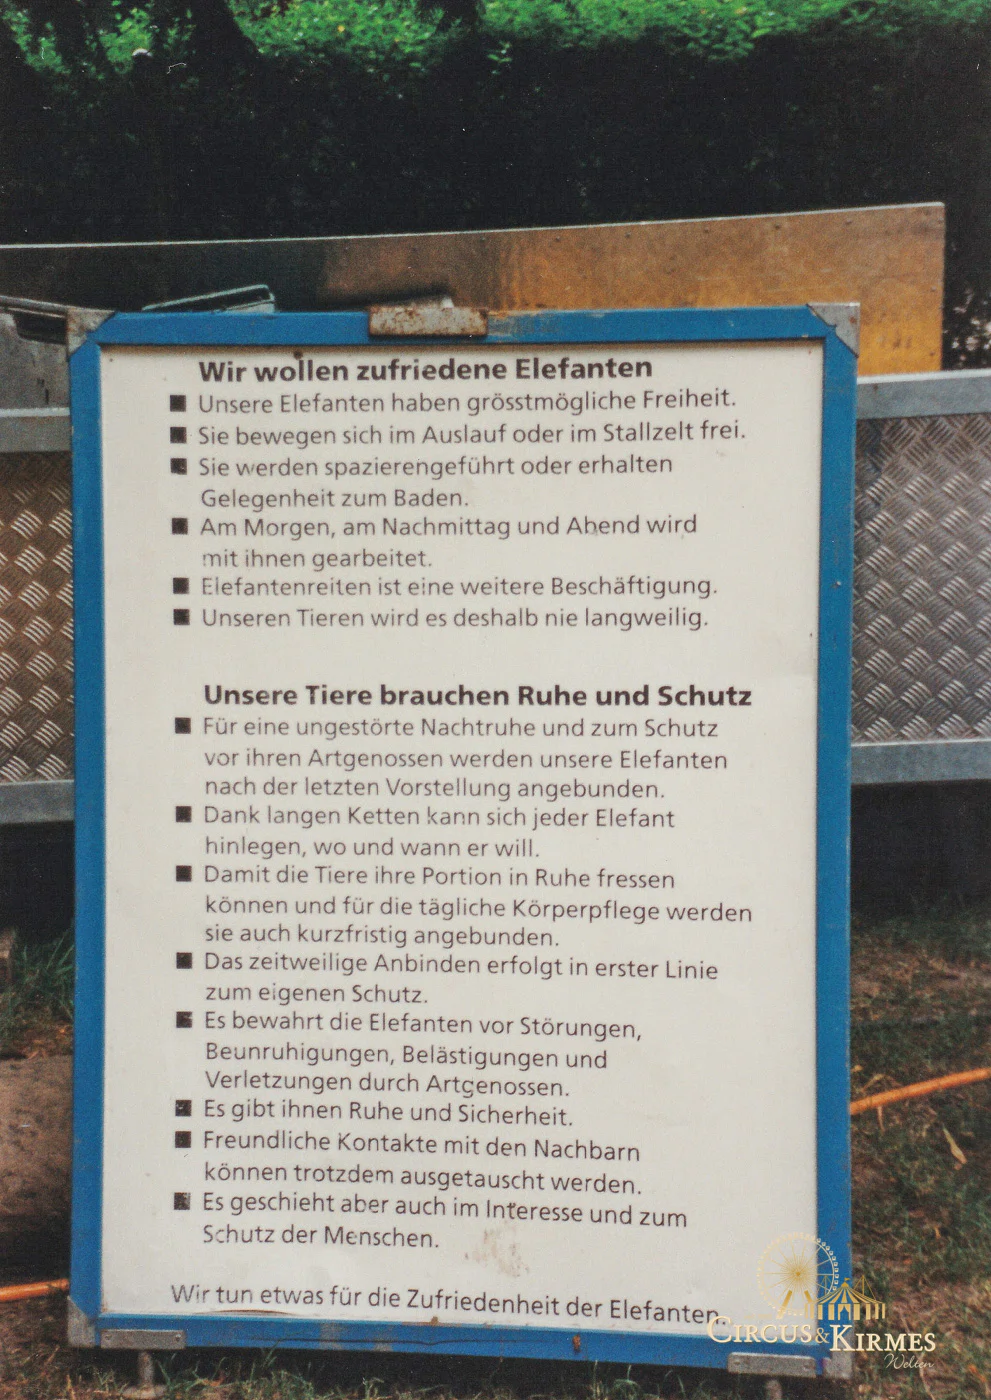 Wir wollen zufriedene Elefanten
■ Unsere Elefanten haben grösstmögliche Freiheit.
■ Sie bewegen sich im Auslauf oder im Stallzelt frei.
■ Sie werden spazierengeführt oder erhalten
Gelegenheit zum Baden.
■ Am Morgen, am Nachmittag und Abend wird
mit ihnen gearbeitet.
■ Elefantenreiten ist eine weitere Beschäftigung.
■ Unseren Tieren wird es deshalb nie langweilig.
Unsere Tiere brauchen Ruhe und Schutz
■ Für eine ungestörte Nachtruhe und zum Schutz
vor ihren Artgenossen werden unsere Elefanten
nach der letzten Vorstellung angebunden.
■ Dank langen Ketten kann sich jeder Elefant
hinlegen, wo und wann er will.
■ Damit die Tiere ihre Portion in Ruhe fressen
können und für die tägliche Körperpflege werden
sie auch kurzfristig angebunden.
■ Das zeitweilige Anbinden erfolgt in erster Linie
zum eigenen Schutz.
■ Es bewahrt die Elefanten vor Störungen,
Beunruhigungen, Belästigungen und
Verletzungen durch Artgenossen.
■ Es gibt ihnen Ruhe und Sicherheit.
■ Freundliche Kontakte mit den Nachbarn
können trotzdem ausgetauscht werden.
■ Es geschieht aber auch im Interesse und zum
Schutz der Menschen.
Wir tun etwas für die Zufriedenheit der Elefanten.
CIRCUS & KIRMES
Welten